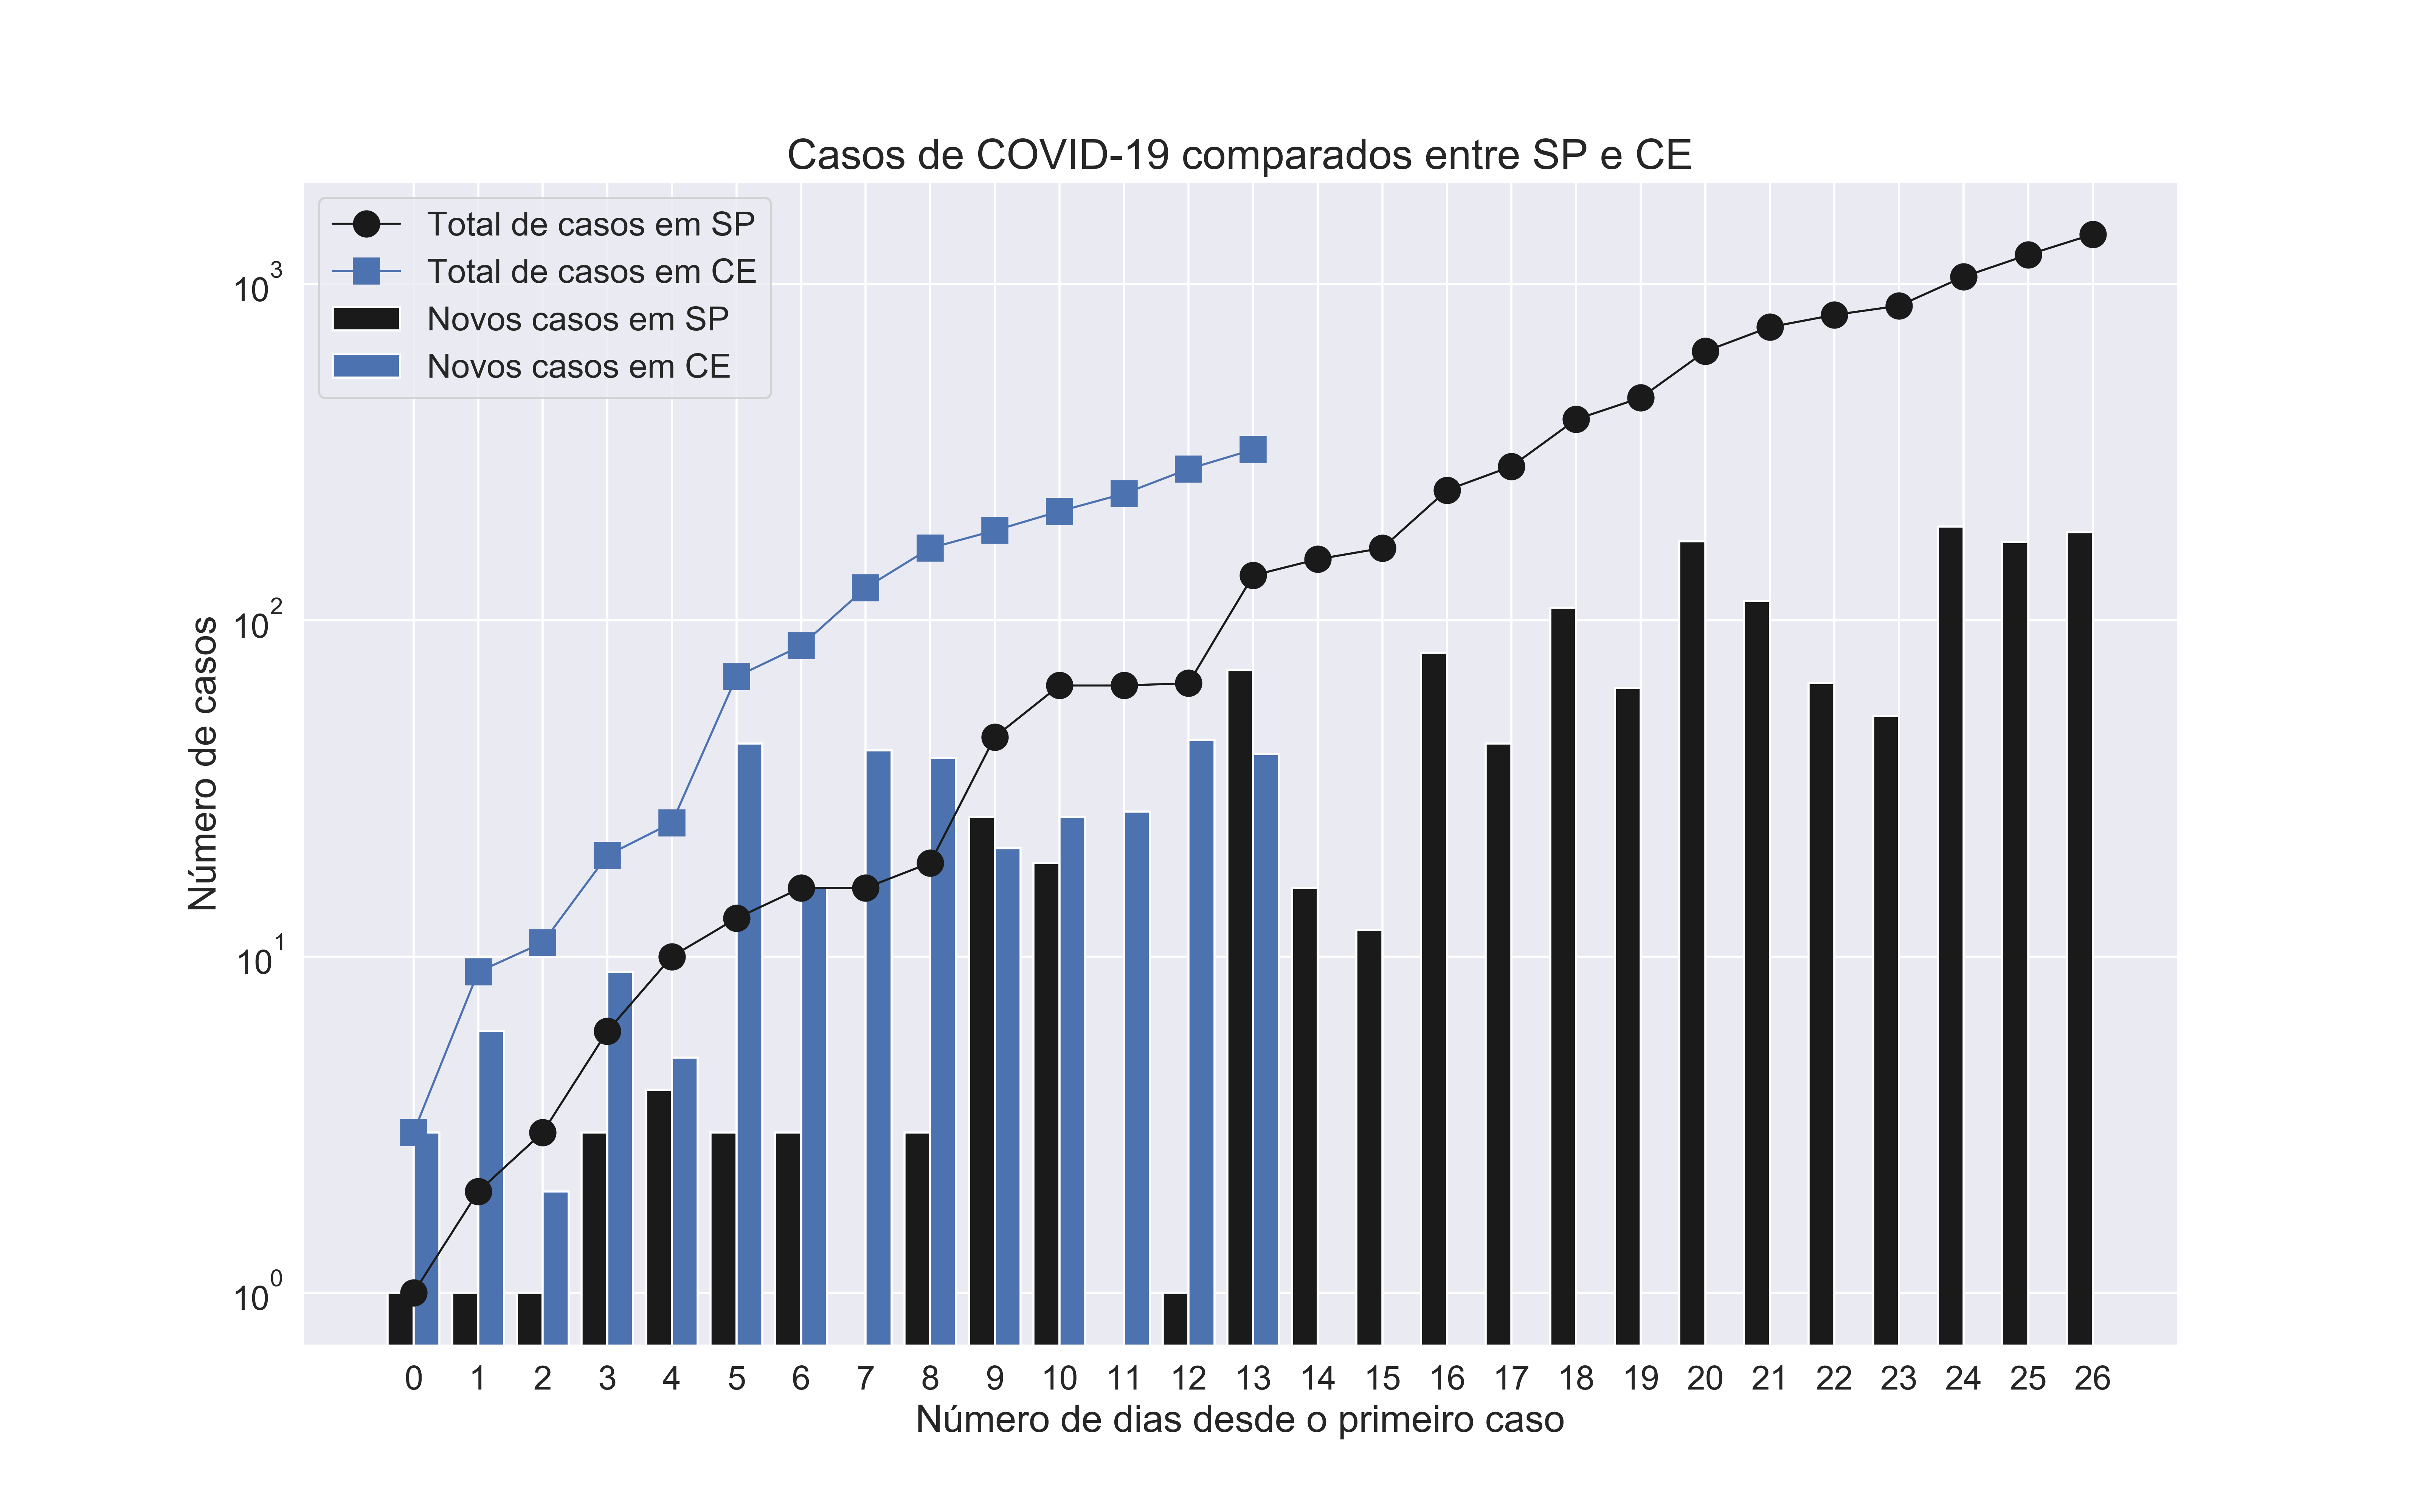 Casos de COVID-19 comparados entre SP e CE
Total de casos em SP
Total de casos em CE
Novos casos em SP
Novos casos em CE
10³
10²
10¹
10⁰
Número de casos
0 1 2 3 4 5 6 7 8 9 10 11 12 13 14 15 16 17 18 19 20 21 22 23 24 25 26
Número de dias desde o primeiro caso